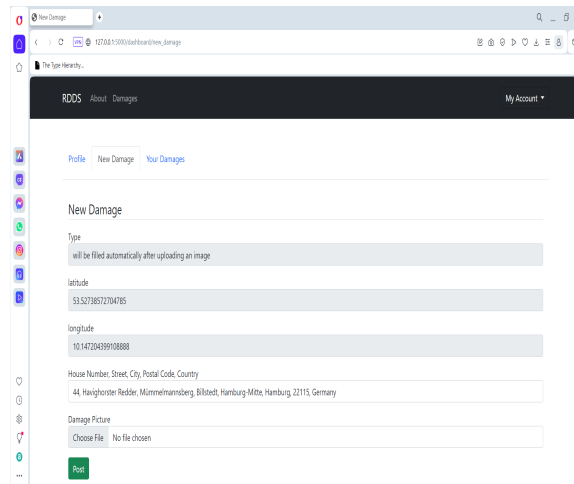 New Damage
VPN 127.0.0.1:5000/dashboard/new_damage
The Type Hierarchy...
RDDS About Damages My Account
Profile New Damage Your Damages
New Damage
Type
will be filled automatically after uploading an image
latitude
53.52738572704785
longitude
10.147204399108888
House Number, Street, City, Postal Code, Country
44, Havighorster Redder, Mümmelmannsberg, Billstedt, Hamburg-Mitte, Hamburg, 22115, Germany
Damage Picture
Choose File No file chosen
Post